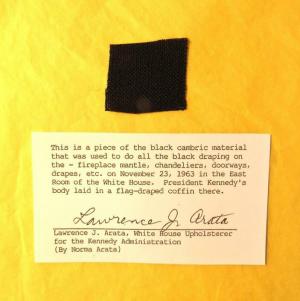 This is a piece of the black cambric material
that was used to do all the black draping on
the - fireplace mantle, chandeliers, doorways,
drapes, etc. on November 23, 1963 in the East
Room of the White House. President Kennedy's
body laid in a flag-draped coffin there.
Lawrence J. Arata
Lawrence J. Arata, White House Upholsterer
for the Kennedy Administration
(By Norma Arata)